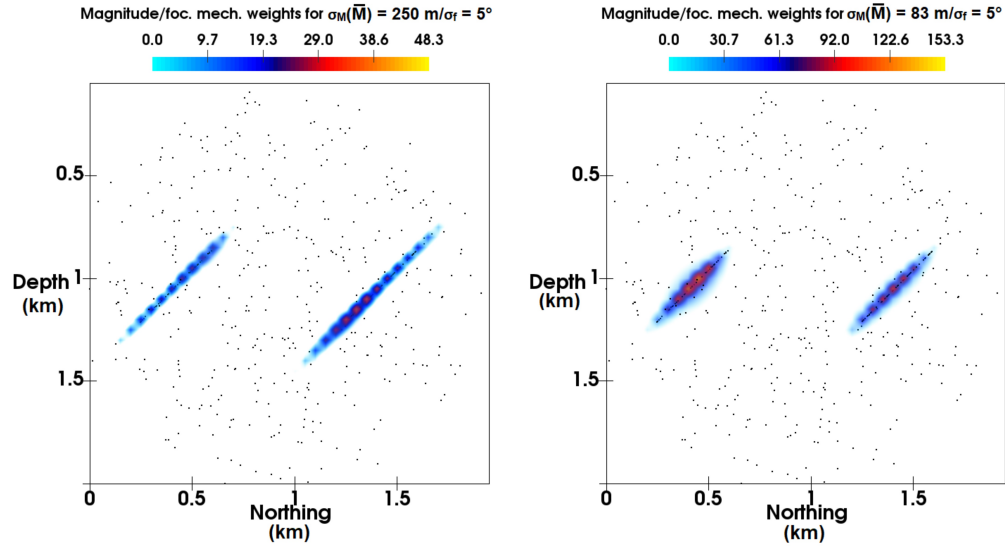 Magnitude/foc. mech. weights for σM(M̅) = 250 m/σf = 5°
0.0 9.7 19.3 29.0 38.6 48.3
0.5
Depth 1
(km)
1.5
0 0.5 1 1.5
Northing
(km)
Magnitude/foc. mech. weights for σM(M̅) = 83 m/σf = 5°
0.0 30.7 61.3 92.0 122.6 153.3
0.5
Depth 1
(km)
1.5
0 0.5 1 1.5
Northing
(km)